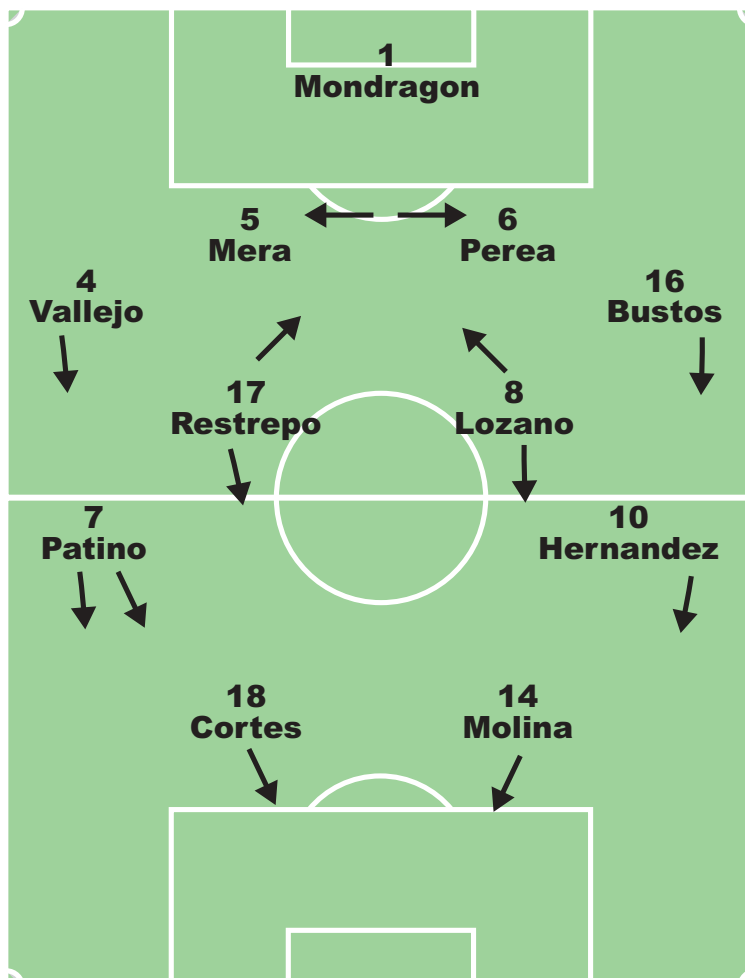 1
Mondragon
5
Mera
6
Perea
4
Vallejo
16
Bustos
17
Restrepo
8
Lozano
7
Patino
10
Hernandez
18
Cortes
14
Molina